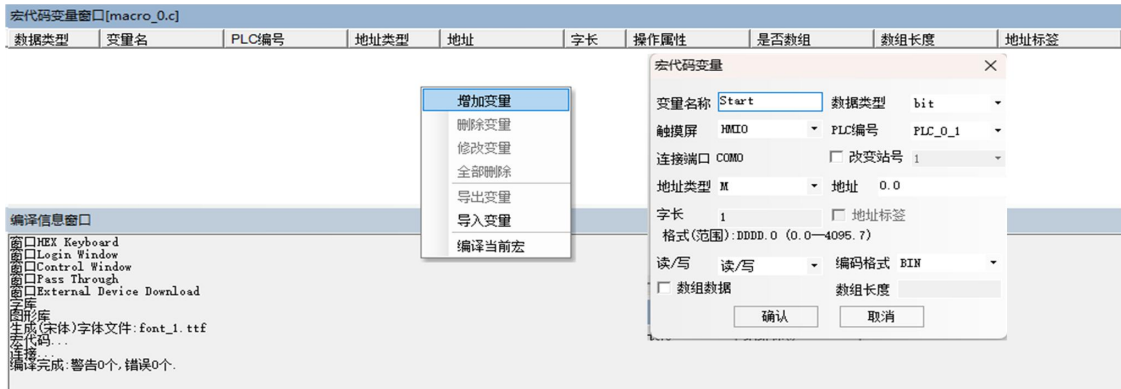 宏代码变量窗口[macro_0.c]
数据类型 变量名 PLC编号 地址类型 地址 字长 操作属性 是否数组 数组长度 地址标签
增加变量
删除变量
修改变量
全部删除
导出变量
导入变量
编译当前宏
宏代码变量
变量名称 Start 数据类型 bit
触摸屏 HMI0 PLC编号 PLC_0_1
连接端口 COM0 改变站号 1
地址类型 M 地址 0.0
字长 1 地址标签
格式(范围):DDDD.O (0.0—4095.7)
读/写 读/写 编码格式 BIN
数组数据 数组长度
确认 取消
编译信息窗口
窗口HEX Keyboard
窗口Login Window
窗口Control Window
窗口Pass Through
窗口External Device Download
字库
图形库
生成(宋体)字体文件:font_1.ttf
宏代码...
连接...
编译完成:警告0个,错误0个.